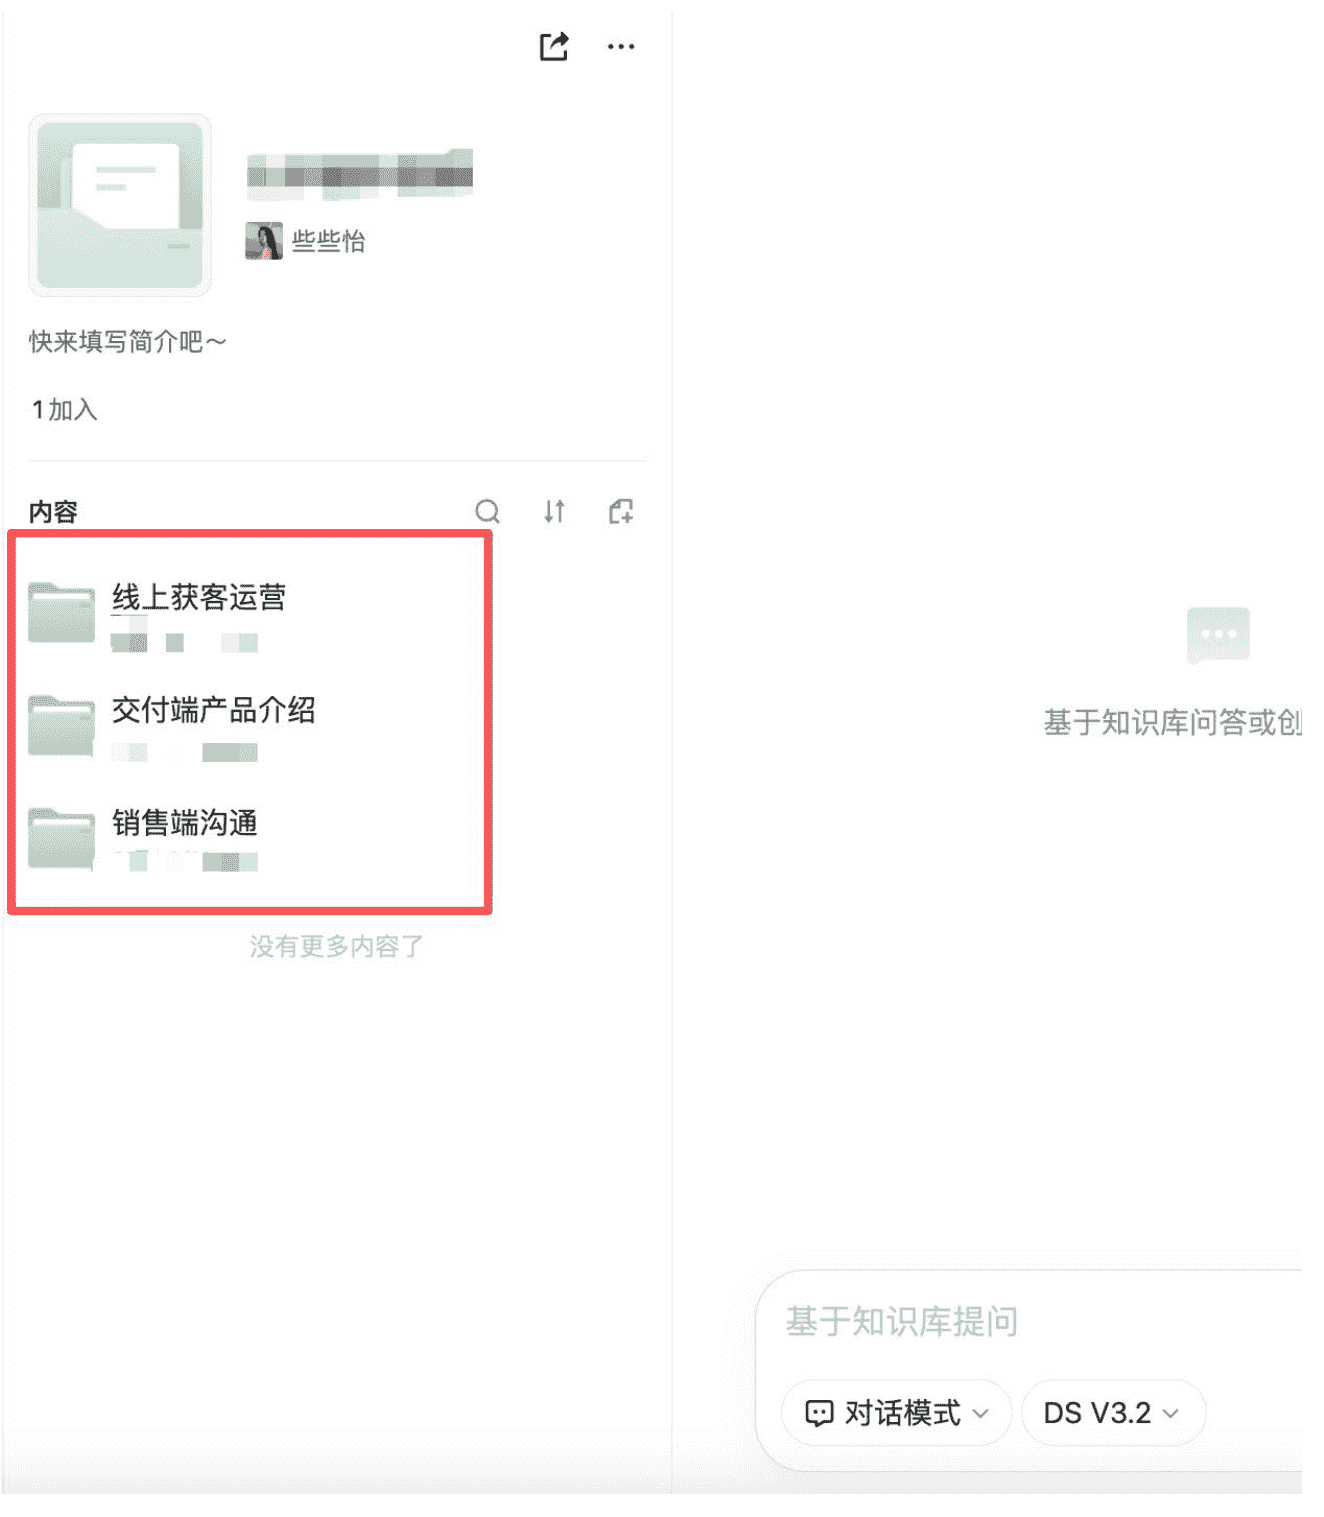 些些怡
快来填写简介吧～
1加入
内容
线上获客运营
交付端产品介绍
销售端沟通
没有更多内容了
基于知识库问答或创
基于知识库提问
对话模式
DS V3.2